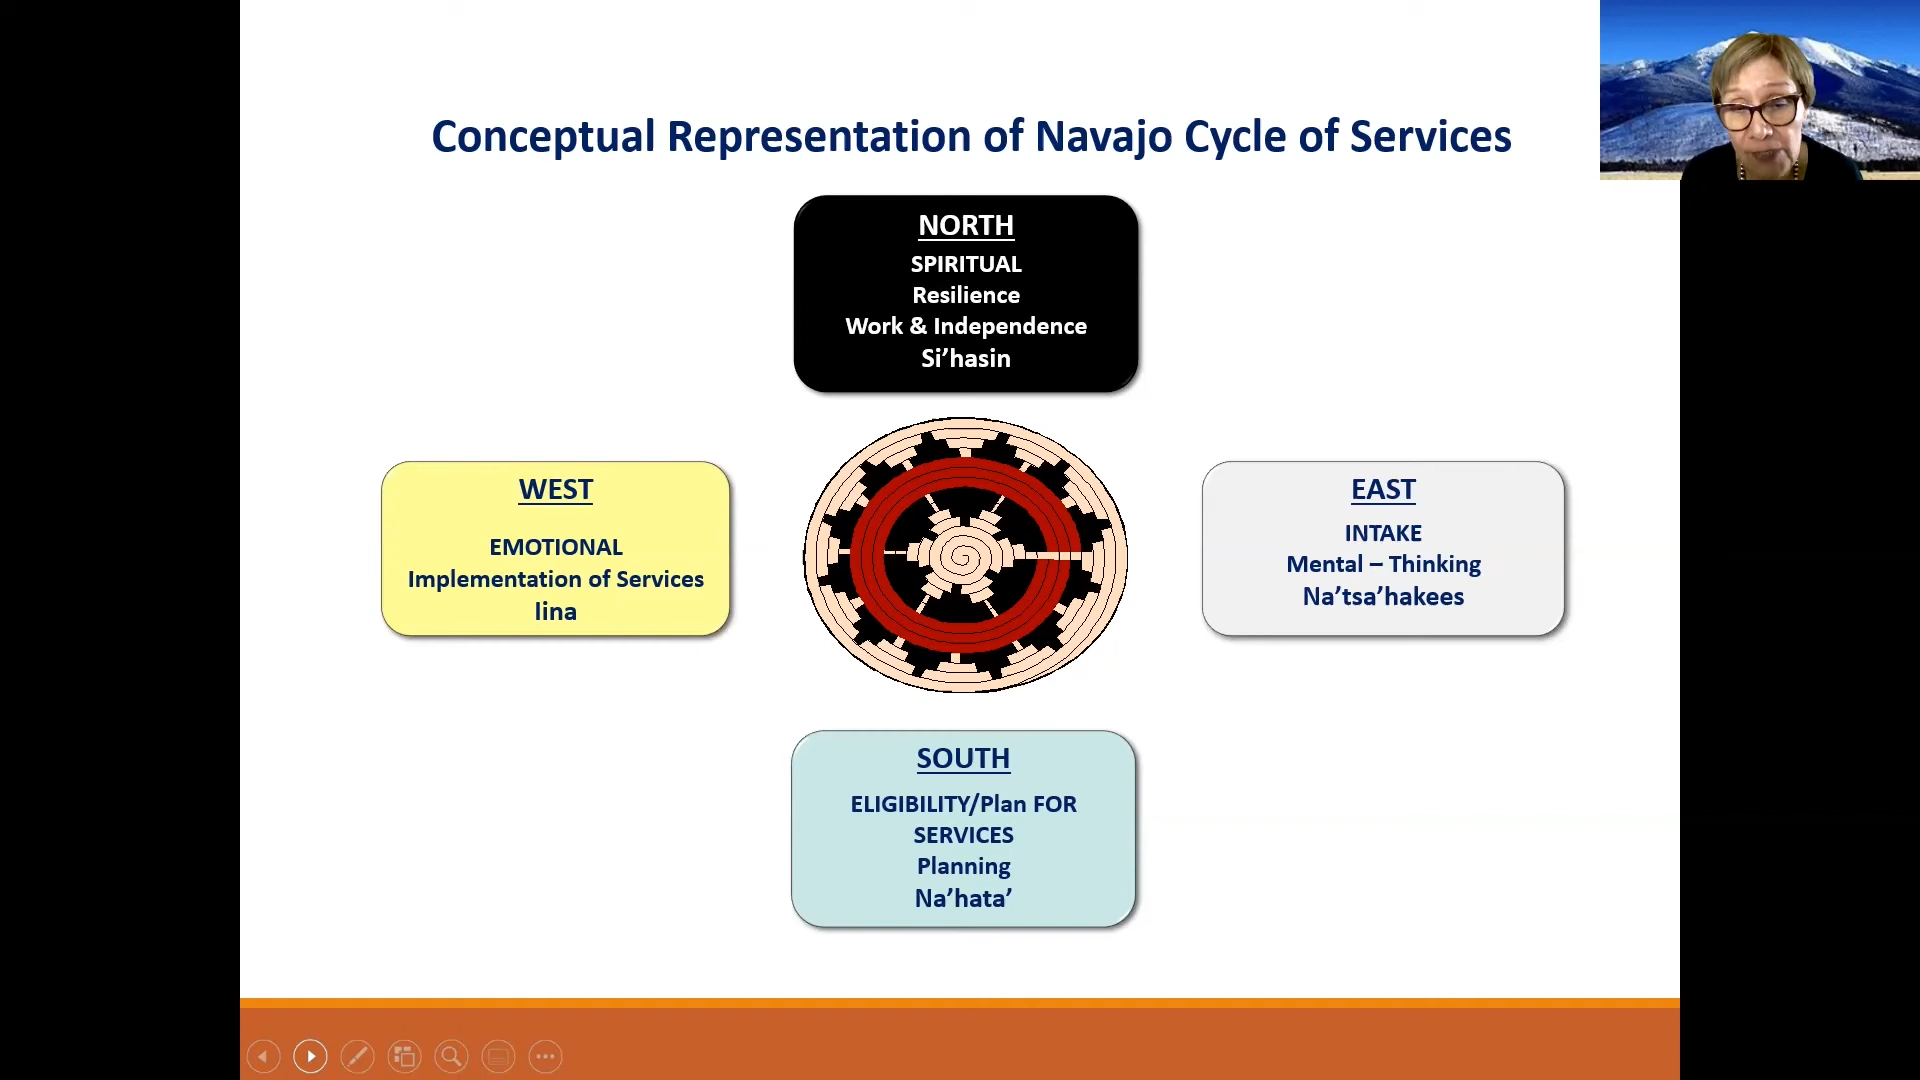 Conceptual Representation of Navajo Cycle of Services
NORTH
SPIRITUAL
Resilience
Work & Independence
Si’hasin
WEST
EMOTIONAL
Implementation of Services
Iina
EAST
INTAKE
Mental – Thinking
Na’tsa’hakees
SOUTH
ELIGIBILITY/Plan FOR
SERVICES
Planning
Na’hata’